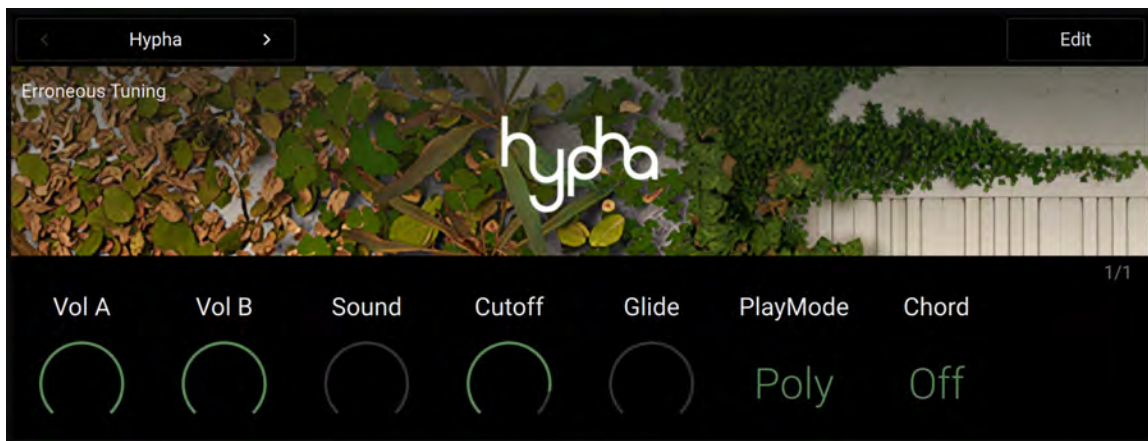 Hypha
Edit
Erroneous Tuning
hypha
1/1
Vol A Vol B Sound Cutoff Glide PlayMode Chord
Poly Off